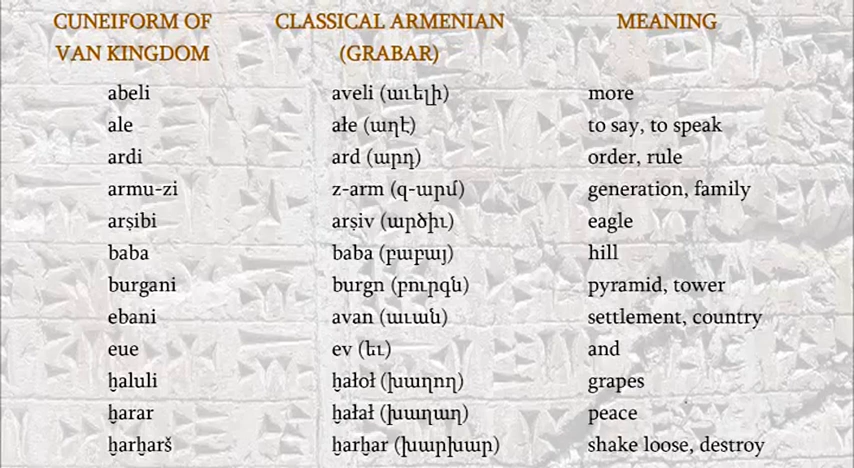 CUNEIFORM OF CLASSICAL ARMENIAN MEANING
VAN KINGDOM (GRABAR)
abeli aveli (աւելի) more
ale ałe (աղէ) to say, to speak
ardi ard (արդ) order, rule
armu-zi z-arm (զ-արմ) generation, family
arṣibi arṣiv (արծիւ) eagle
baba baba (բաբայ) hill
burgani burgn (բուրգն) pyramid, tower
ebani avan (աւան) settlement, country
eue ev (եւ) and
ḫaluli ḫałoł (խաղող) grapes
ḫarar ḫałał (խաղաղ) peace
ḫarḫarš ḫarḫar (խարխար) shake loose, destroy